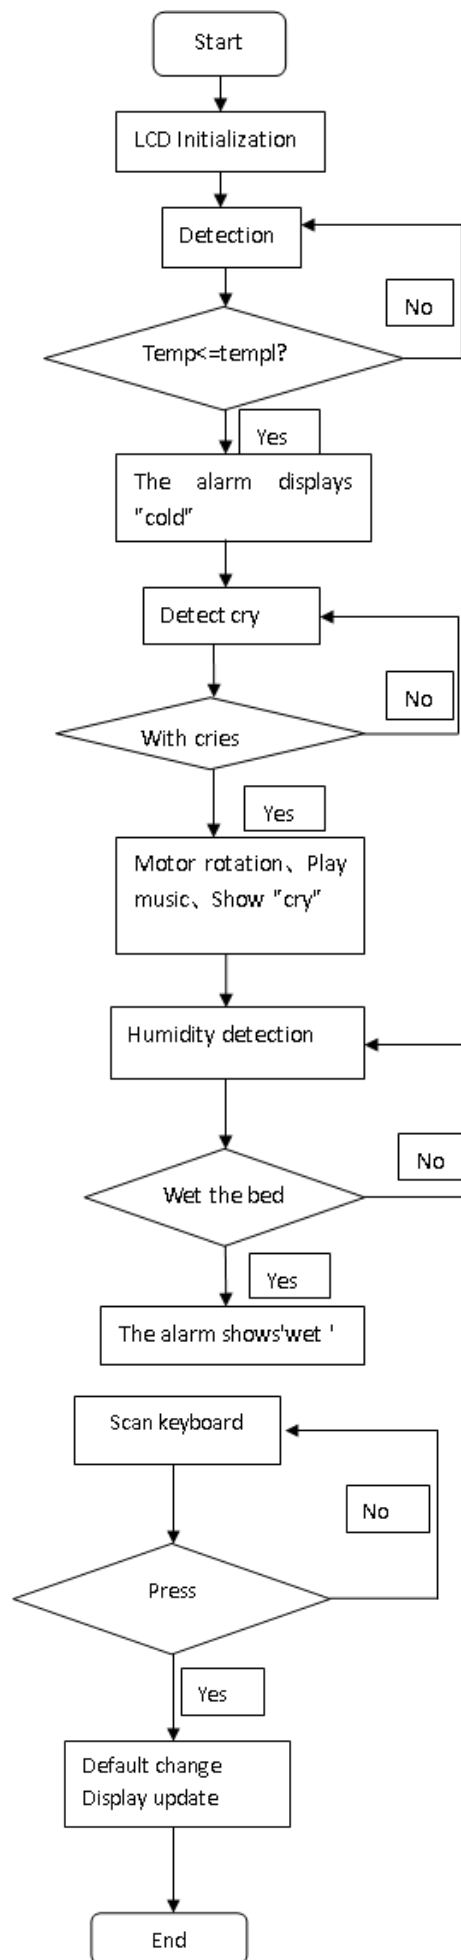 Start
LCD Initialization
Detection
No
Temp<=templ?
Yes
The alarm displays
"cold"
Detect cry
No
With cries
Yes
Motor rotation、Play
music、Show "cry"
Humidity detection
No
Wet the bed
Yes
The alarm shows'wet '
Scan keyboard
No
Press
Yes
Default change
Display update
End